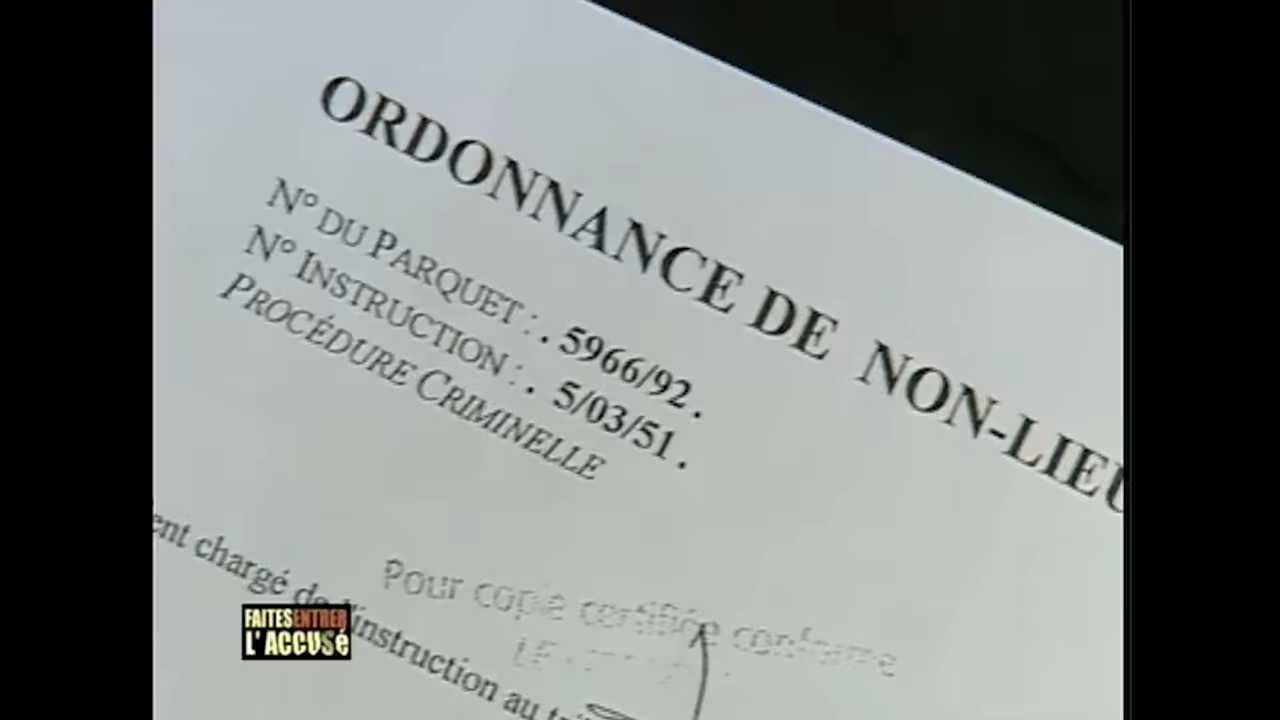 ORDONNANCE DE NON-LIEU
N° DU PARQUET : . 5966/92 .
N° INSTRUCTION : . 5/03/51 .
PROCÉDURE CRIMINELLE
Pour copie certifiée conforme
ent chargé de l'instruction au
FAITES ENTRER
L'ACCUSé